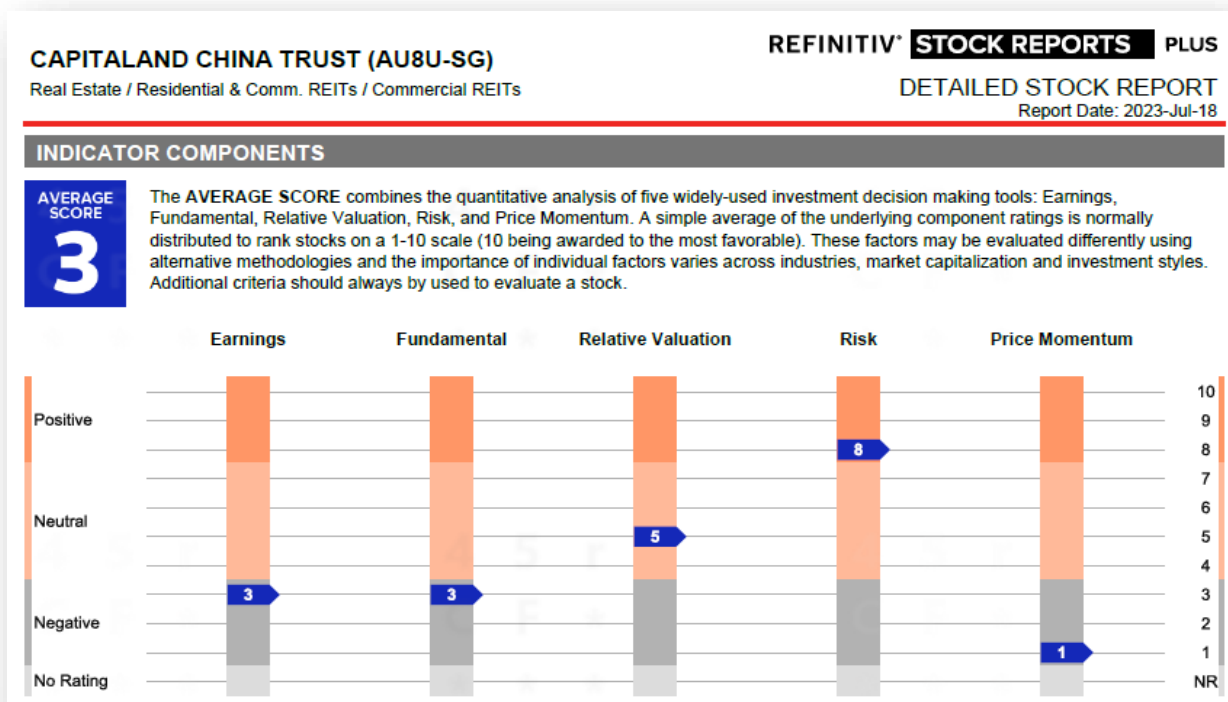 CAPITALAND CHINA TRUST (AU8U-SG)
Real Estate / Residential & Comm. REITs / Commercial REITs
REFINITIV® STOCK REPORTS PLUS
DETAILED STOCK REPORT
Report Date: 2023-Jul-18
INDICATOR COMPONENTS
AVERAGE
SCORE
3
The AVERAGE SCORE combines the quantitative analysis of five widely-used investment decision making tools: Earnings,
Fundamental, Relative Valuation, Risk, and Price Momentum. A simple average of the underlying component ratings is normally
distributed to rank stocks on a 1-10 scale (10 being awarded to the most favorable). These factors may be evaluated differently using
alternative methodologies and the importance of individual factors varies across industries, market capitalization and investment styles.
Additional criteria should always by used to evaluate a stock.
Earnings Fundamental Relative Valuation Risk Price Momentum
10
Positive 9
8 8
7
Neutral 6
5 5
4
3 3 3
Negative 2
1 1
No Rating NR